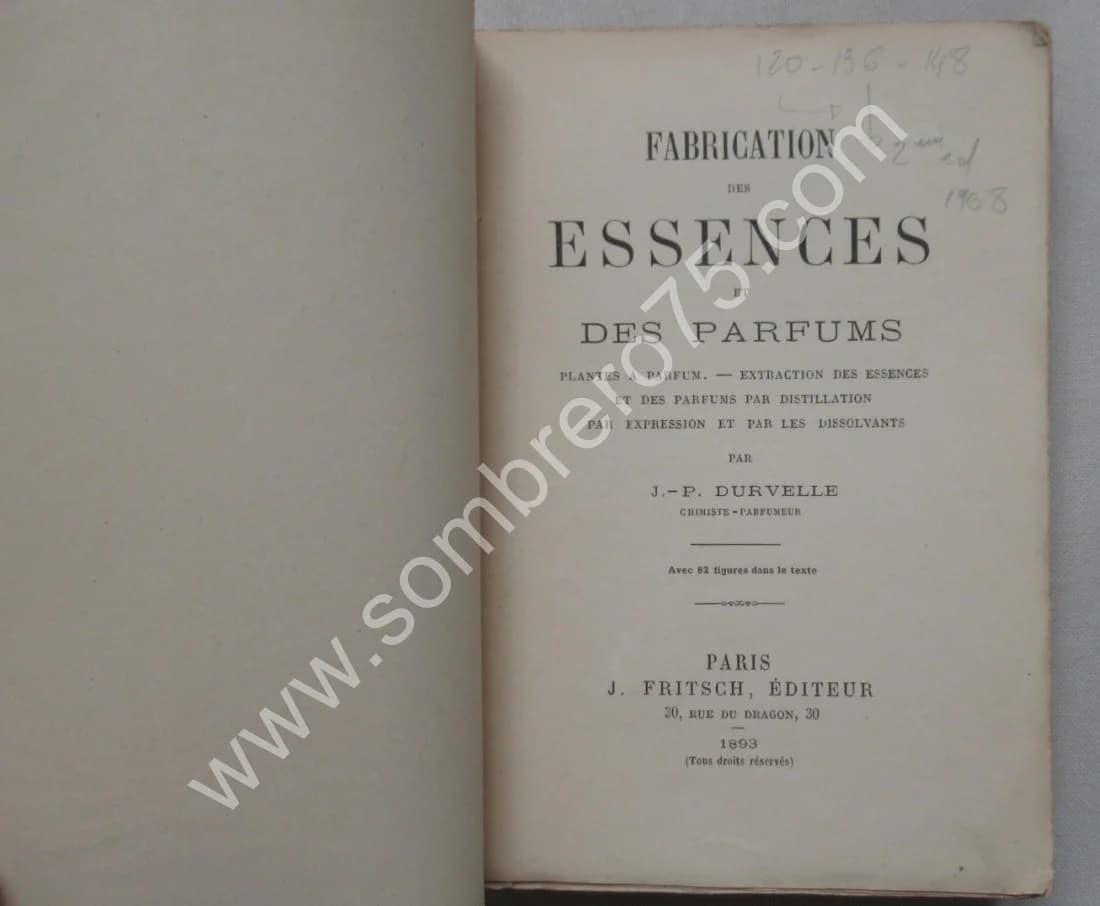 120 - 136 - 148
2em ed
1908
FABRICATION
DES
ESSENCES
ET
DES PARFUMS
PLANTES A PARFUM. — EXTRACTION DES ESSENCES
ET DES PARFUMS PAR DISTILLATION
PAR EXPRESSION ET PAR LES DISSOLVANTS
PAR
J.-P. DURVELLE
CHIMISTE-PARFUMEUR
Avec 82 figures dans le texte
PARIS
J. FRITSCH, ÉDITEUR
30, RUE DU DRAGON, 30
1893
(Tous droits réservés)
www.sombrero75.com